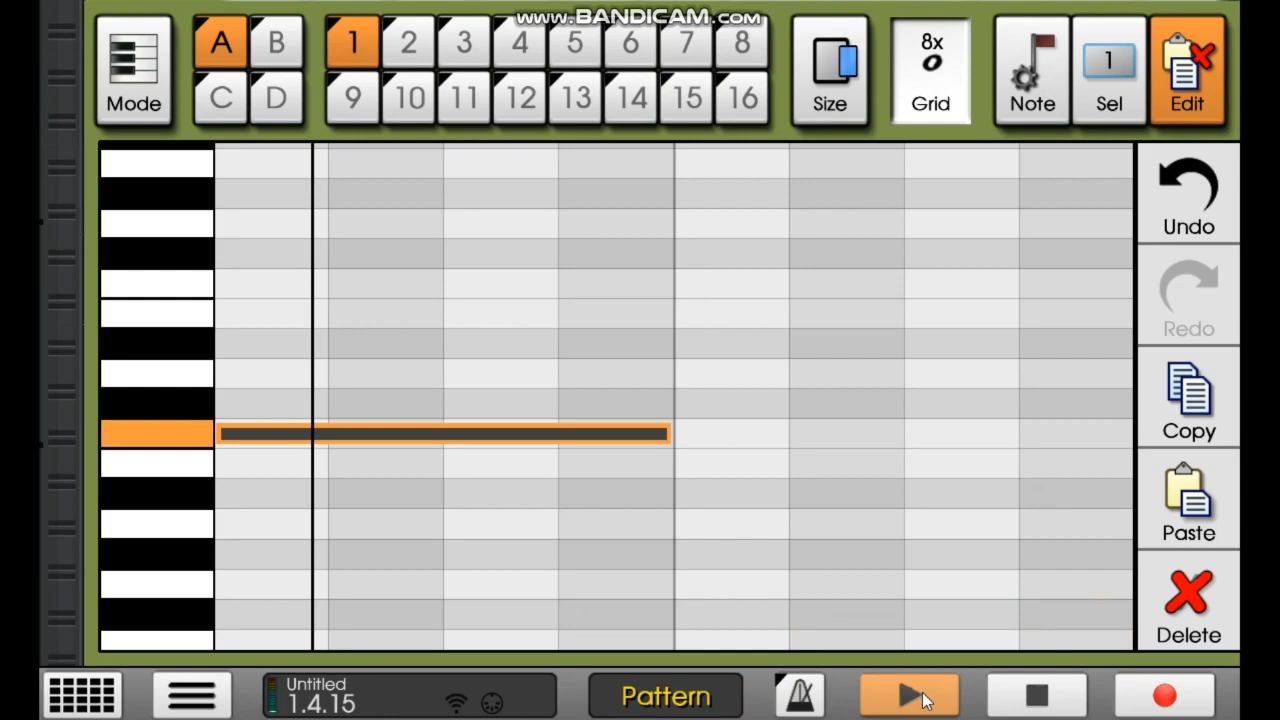 www.BANDICAM.com
A B 1 2 3 4 5 6 7 8
C D 9 10 11 12 13 14 15 16
8x
1
Mode Size Grid Note Sel Edit
Undo
Redo
Copy
Paste
Delete
Untitled
1.4.15
Pattern